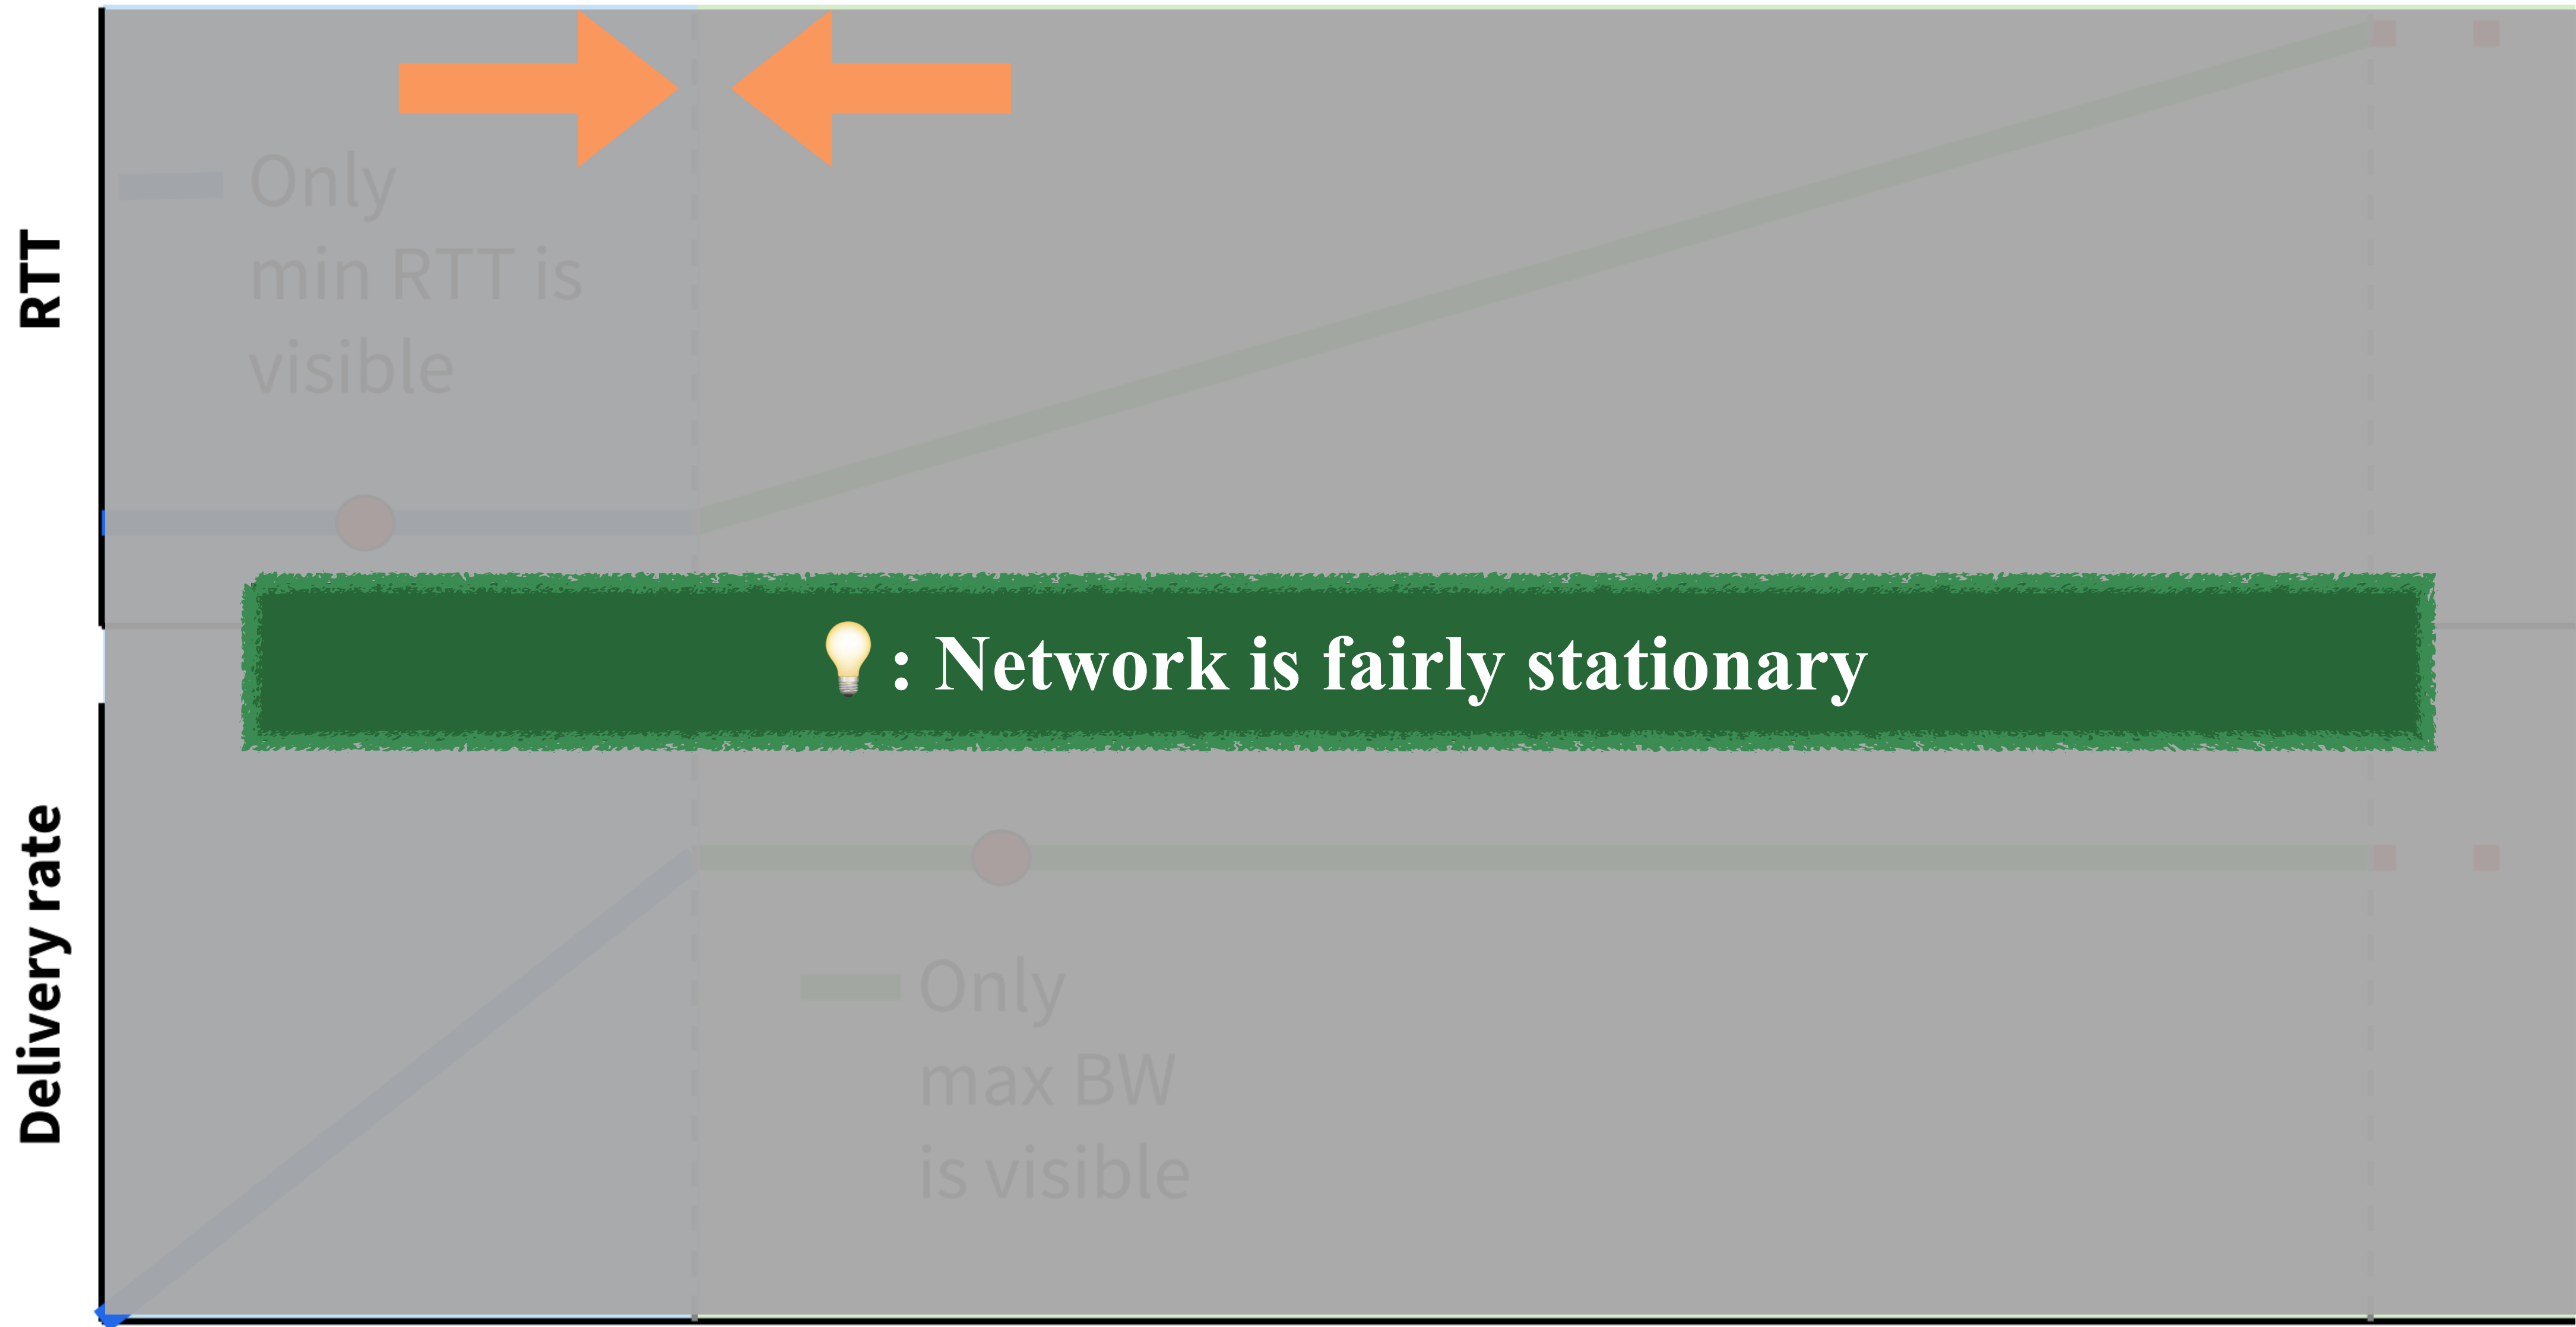 RTT
Only
min RTT is
visible
💡: Network is fairly stationary
Delivery rate
Only
max BW
is visible